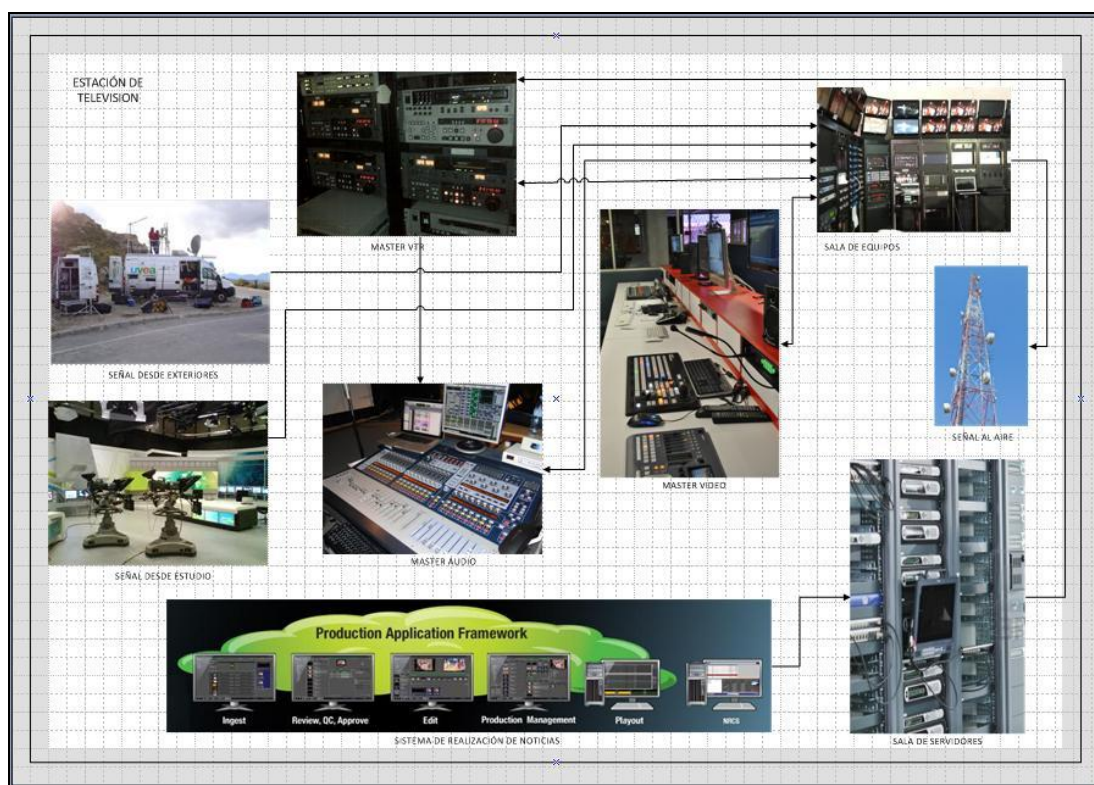 ESTACIÓN DE
TELEVISION
MASTER VTR
SALA DE EQUIPOS
uvea
SEÑAL DESDE EXTERIORES
SEÑAL AL AIRE
MASTER VIDEO
MASTER AUDIO
SEÑAL DESDE ESTUDIO
Production Application Framework
Ingest
Review, QC, Approve
Edit
Production Management
Playout
NRCS
SISTEMA DE REALIZACIÓN DE NOTICIAS
SALA DE SERVIDORES